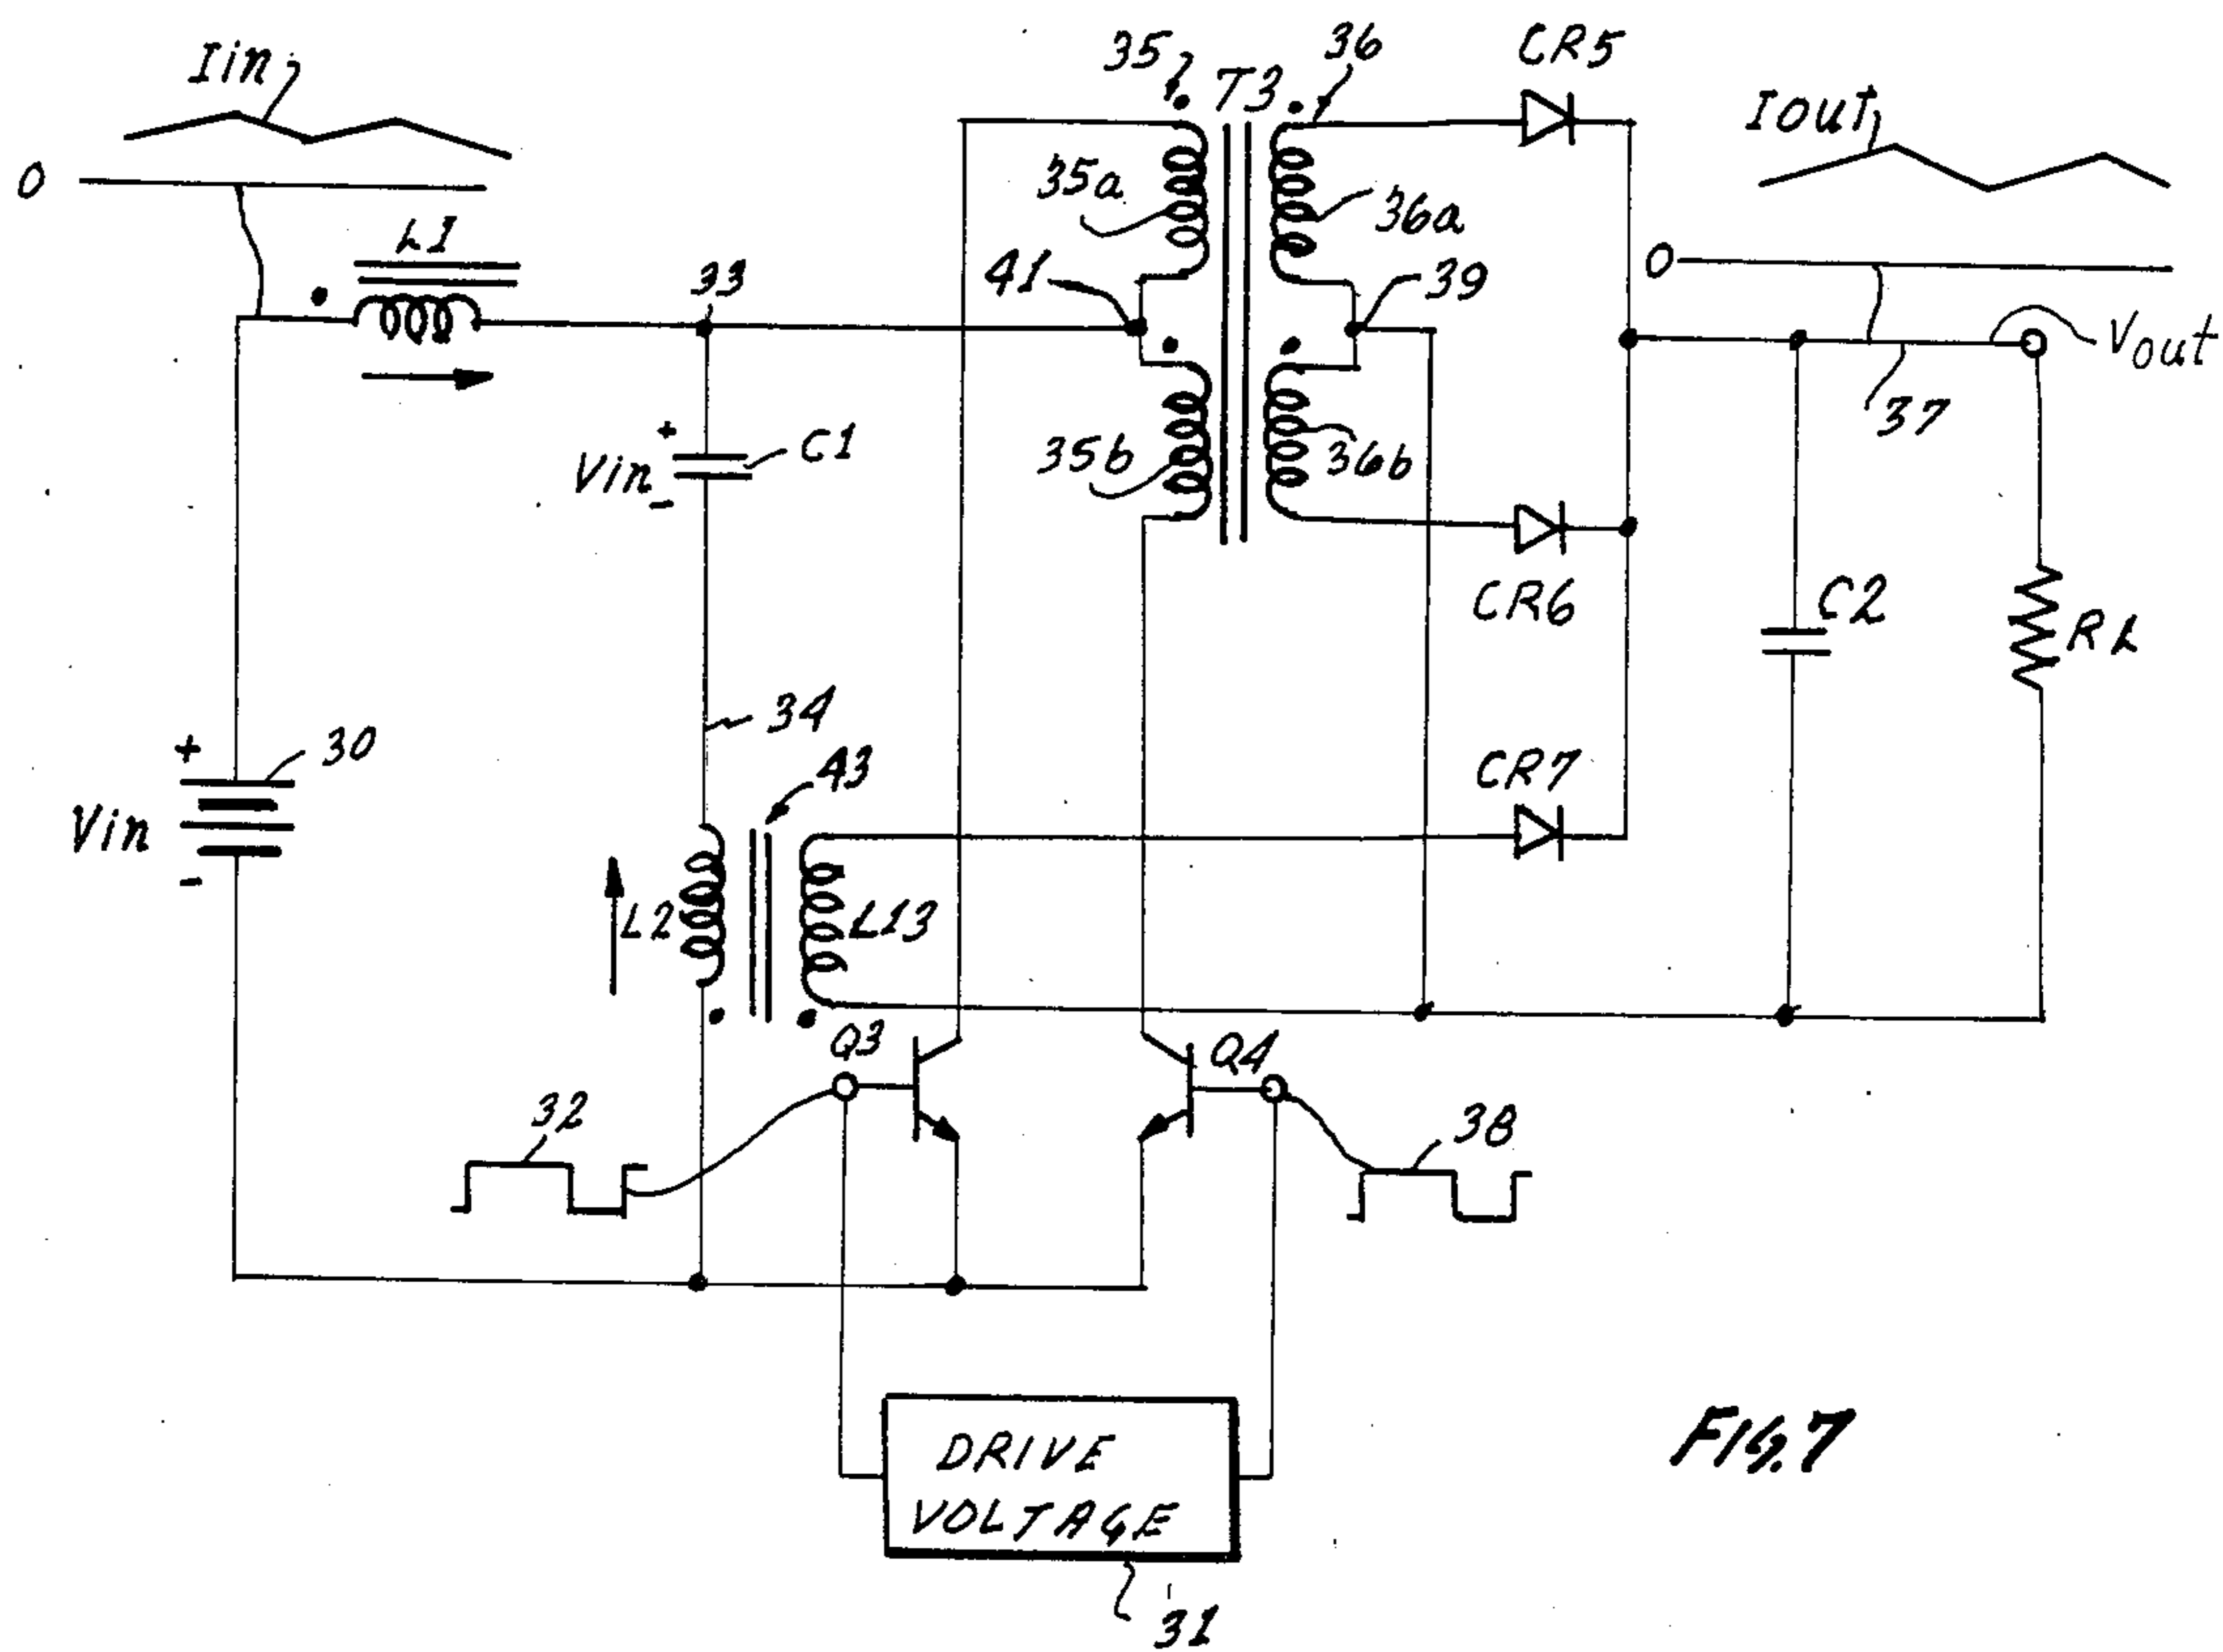 Iin
0
L1
33
35
T3
36
CR5
Iout
35a
36a
41
39
0
Vout
37
+
Vin
-
C1
35b
36b
CR6
C2
RL
34
43
CR7
+
30
Vin
-
L2
L13
Q3
Q4
32
38
DRIVE
VOLTAGE
31
FIG. 7